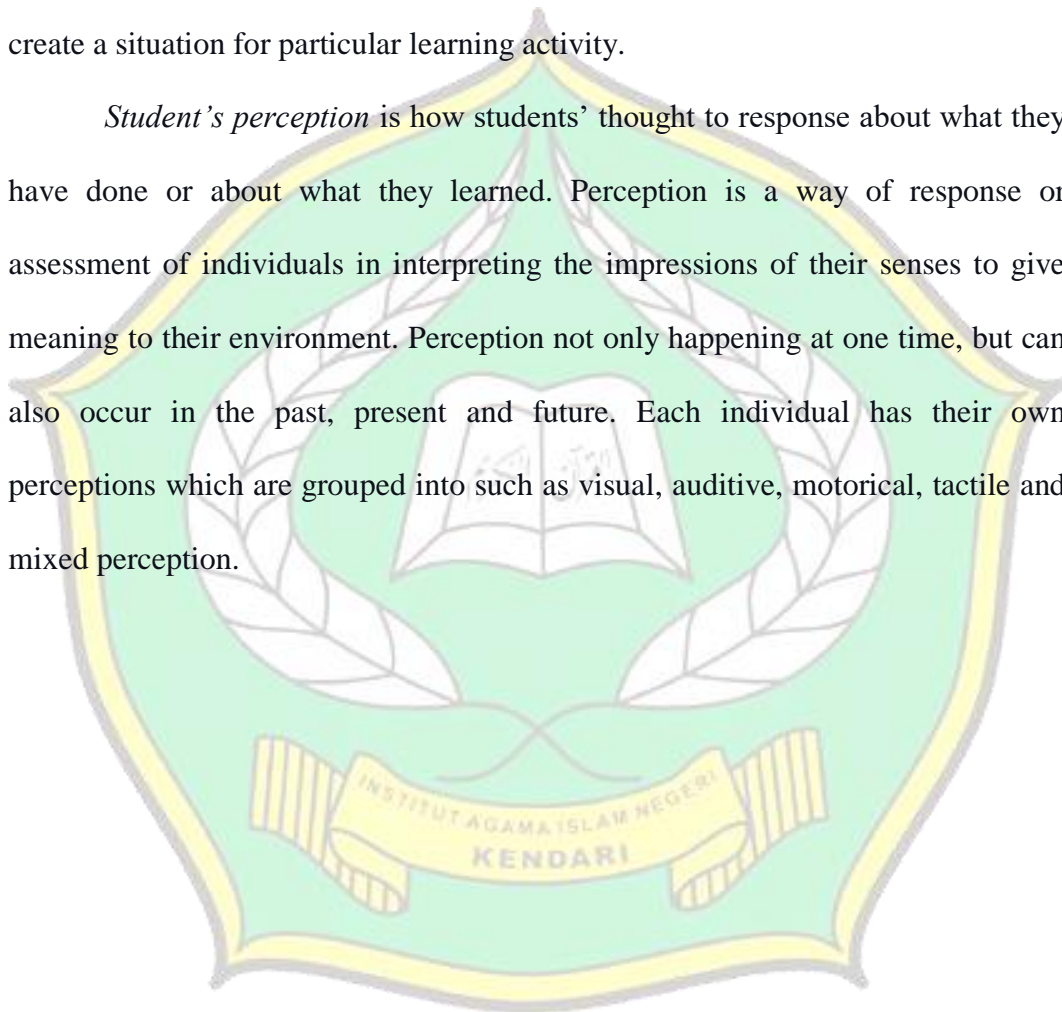 create a situation for particular learning activity.
Student’s perception is how students’ thought to response about what they
have done or about what they learned. Perception is a way of response or
assessment of individuals in interpreting the impressions of their senses to give
meaning to their environment. Perception not only happening at one time, but can
also occur in the past, present and future. Each individual has their own
perceptions which are grouped into such as visual, auditive, motorical, tactile and
mixed perception.
INSTITUT AGAMA ISLAM NEGERI
KENDARI